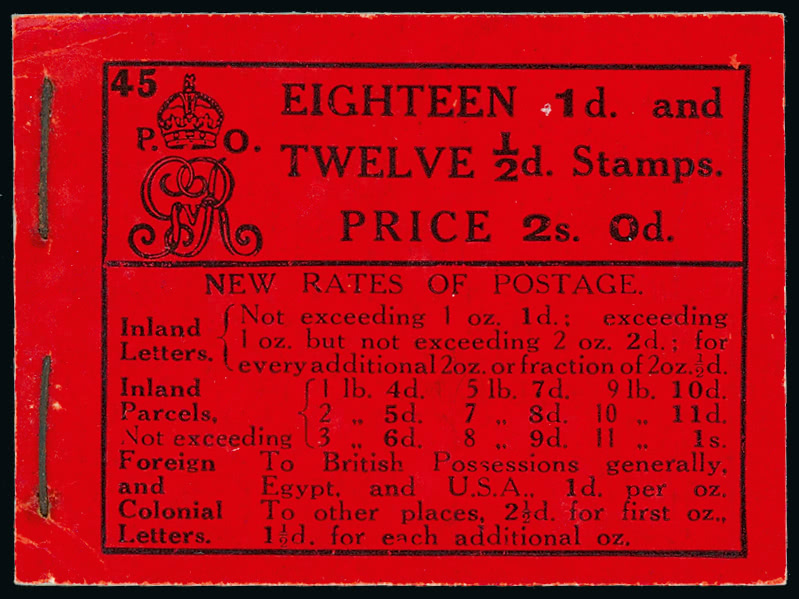 45
P. O.
GRV
EIGHTEEN 1d. and
TWELVE ½d. Stamps.
PRICE 2s. 0d.
NEW RATES OF POSTAGE.
Inland Letters. { Not exceeding 1 oz. 1d.; exceeding
1 oz. but not exceeding 2 oz. 2d.; for
every additional 2oz. or fraction of 2oz. ½d.
Inland { 1 lb. 4d. 5 lb. 7d. 9 lb. 10d.
Parcels, 2 „ 5d. 7 „ 8d. 10 „ 11d.
Not exceeding 3 „ 6d. 8 „ 9d. 11 „ 1s.
Foreign To British Possessions generally,
and Egypt, and U.S.A., 1d. per oz.
Colonial To other places, 2½d. for first oz.,
Letters. 1½d. for each additional oz.